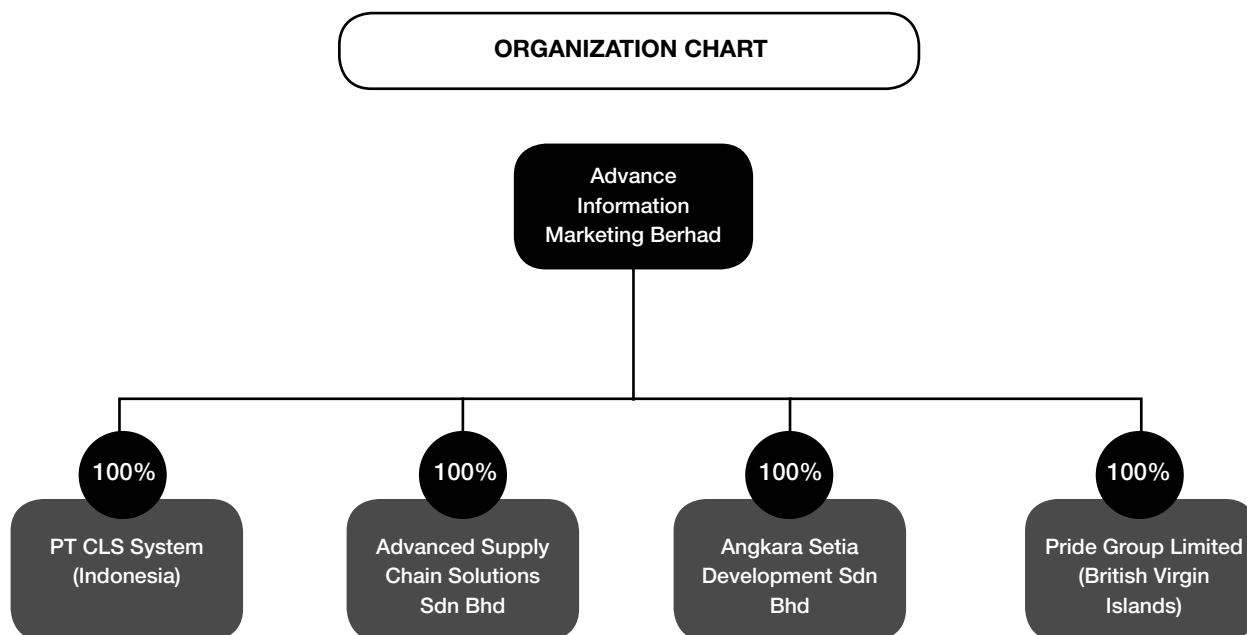 ORGANIZATION CHART
Advance
Information
Marketing Berhad
100%
100%
100%
100%
PT CLS System
(Indonesia)
Advanced Supply
Chain Solutions
Sdn Bhd
Angkara Setia
Development Sdn
Bhd
Pride Group Limited
(British Virgin
Islands)